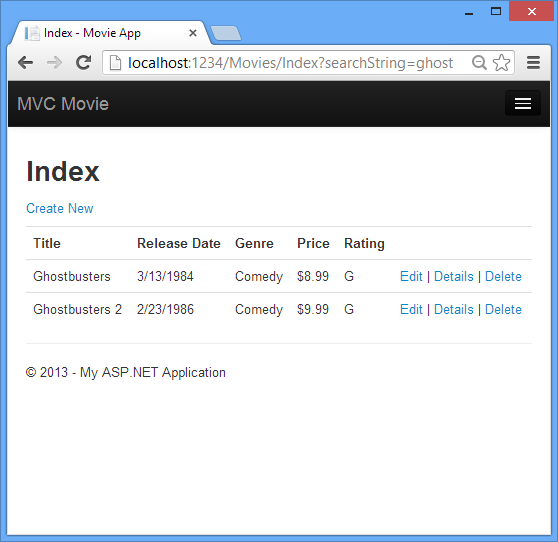 Index - Movie App
localhost:1234/Movies/Index?searchString=ghost
MVC Movie
Index
Create New
Title Release Date Genre Price Rating
Ghostbusters 3/13/1984 Comedy $8.99 G Edit | Details | Delete
Ghostbusters 2 2/23/1986 Comedy $9.99 G Edit | Details | Delete
© 2013 - My ASP.NET Application